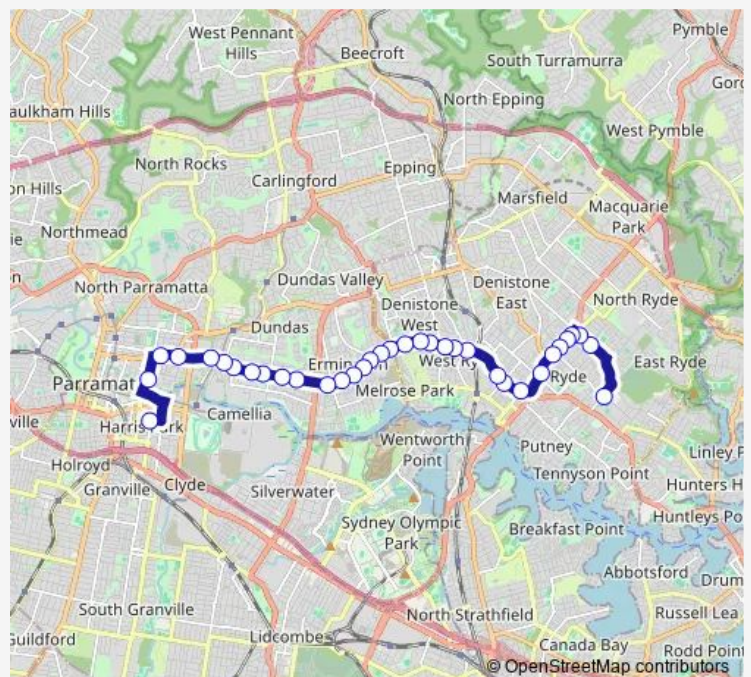 West Pennant
Hills
Beecroft
Pymble
South Turramurra
Gord
North Epping
aulkham Hills
West Pymble
North Rocks
Epping
Carlingford
on Hills
Marsfield
Macquarie
Park
ie
Northmead
n
North Parramatta
Dundas Valley
Denistone
East
North Ryde
Denistone
West
Dundas
Ermin on
West Ry
East Ryde
Parramat
Melrose Park
Ryde
Camellia
ville
Harris Park
Wentworth
Point
Putney
Linley P
Holroyd
Tennyson Point
Clyde
Granville
Silverwater
Hunters H
Sydney Olympic
Park
Breakfast Point
Huntleys Po
Abbotsford
Drum
South Granville
North Strathfield
Russell Lea
Guildford
Lidcombe
Canada Bay
Rodd Point
© OpenStreetMap contributors